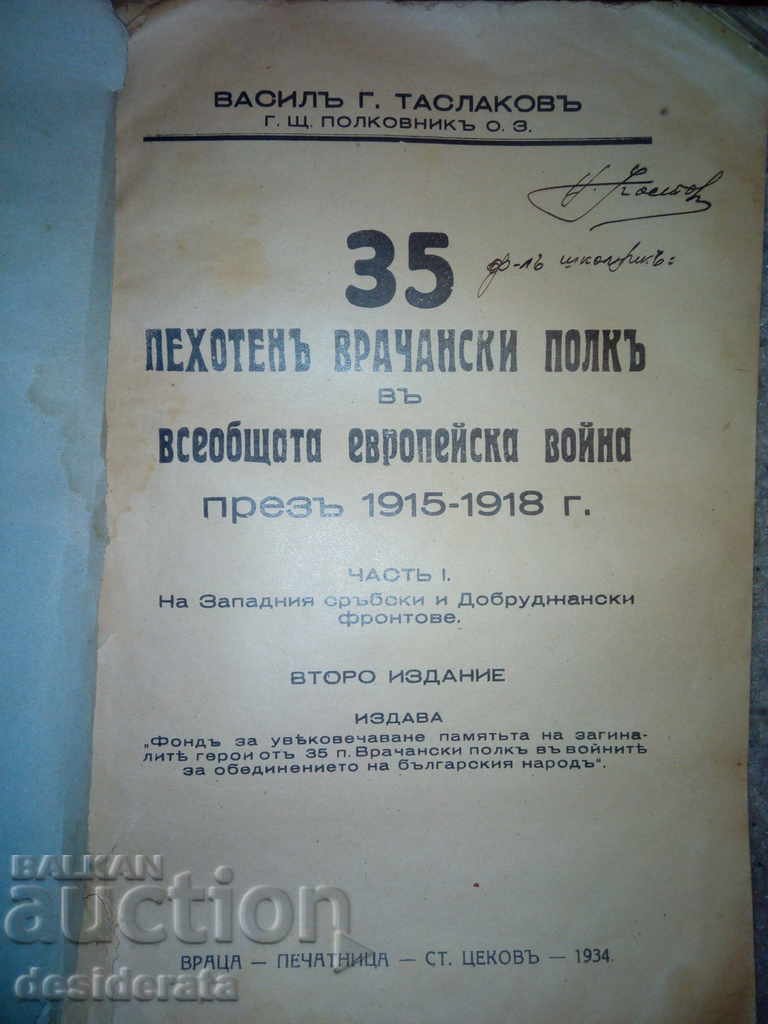 ВАСИЛЪ Г. ТАСЛАКОВЪ
Г. Щ. ПОЛКОВНИКЪ О. З.
35
ПЕХОТЕНЪ ВРАЧАНСКИ ПОЛКЪ
ВЪ
ВСЕОБЩАТА ЕВРОПЕЙСКА ВОЙНА
ПРЕЗЪ 1915-1918 Г.
ЧАСТЬ I.
На Западния сръбски и Добруджански
фронтове.
ВТОРО ИЗДАНИЕ
ИЗДАВА
„Фондъ за увѣковечаване паметьта на загина-
литѣ герои отъ 35 п. Врачански полкъ въ войнитѣ
за обединението на българския народъ“.
ВРАЦА — ПЕЧАТНИЦА — СТ. ЦЕКОВЪ — 1934.
BALKAN
auction
desiderata